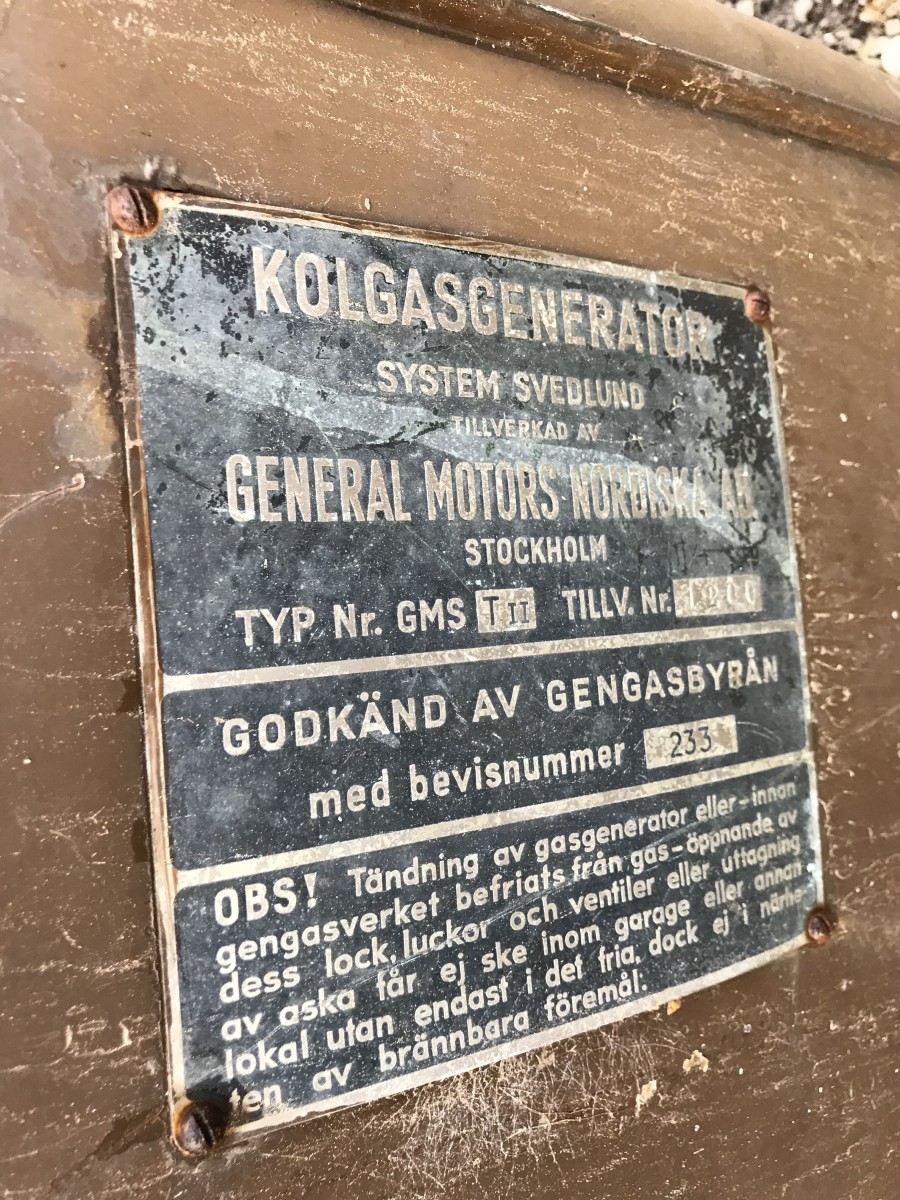 KOLGASGENERATOR
SYSTEM SVEDLUND
TILLVERKAD AV
GENERAL MOTORS NORDISKA AB.
STOCKHOLM
TYP Nr. GMS TII TILLV. Nr.
GODKÄND AV GENGASBYRÅN
med bevisnummer 233
OBS! Tändning av gasgenerator eller-innan
gengasverket befriats från gas-öppnande av
dess lock, luckor och ventiler eller uttagning
av aska får ej ske inom garage eller annan
lokal utan endast i det fria, dock ej i närhe-
ten av brännbara föremål.